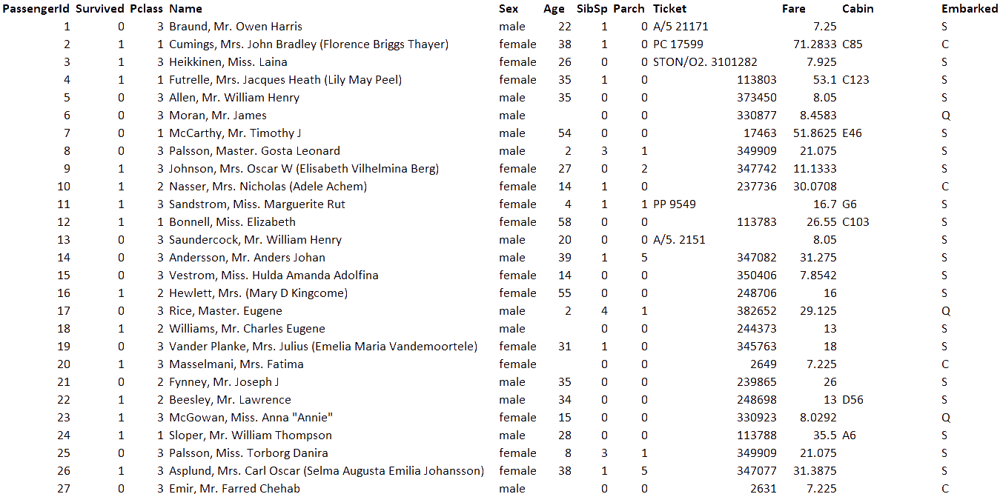 PassengerId Survived Pclass Name Sex Age SibSp Parch Ticket Fare Cabin Embarked
1 0 3 Braund, Mr. Owen Harris male 22 1 0 A/5 21171 7.25 S
2 1 1 Cumings, Mrs. John Bradley (Florence Briggs Thayer) female 38 1 0 PC 17599 71.2833 C85 C
3 1 3 Heikkinen, Miss. Laina female 26 0 0 STON/O2. 3101282 7.925 S
4 1 1 Futrelle, Mrs. Jacques Heath (Lily May Peel) female 35 1 0 113803 53.1 C123 S
5 0 3 Allen, Mr. William Henry male 35 0 0 373450 8.05 S
6 0 3 Moran, Mr. James male 0 0 330877 8.4583 Q
7 0 1 McCarthy, Mr. Timothy J male 54 0 0 17463 51.8625 E46 S
8 0 3 Palsson, Master. Gosta Leonard male 2 3 1 349909 21.075 S
9 1 3 Johnson, Mrs. Oscar W (Elisabeth Vilhelmina Berg) female 27 0 2 347742 11.1333 S
10 1 2 Nasser, Mrs. Nicholas (Adele Achem) female 14 1 0 237736 30.0708 C
11 1 3 Sandstrom, Miss. Marguerite Rut female 4 1 1 PP 9549 16.7 G6 S
12 1 1 Bonnell, Miss. Elizabeth female 58 0 0 113783 26.55 C103 S
13 0 3 Saundercock, Mr. William Henry male 20 0 0 A/5. 2151 8.05 S
14 0 3 Andersson, Mr. Anders Johan male 39 1 5 347082 31.275 S
15 0 3 Vestrom, Miss. Hulda Amanda Adolfina female 14 0 0 350406 7.8542 S
16 1 2 Hewlett, Mrs. (Mary D Kingcome) female 55 0 0 248706 16 S
17 0 3 Rice, Master. Eugene male 2 4 1 382652 29.125 Q
18 1 2 Williams, Mr. Charles Eugene male 0 0 244373 13 S
19 0 3 Vander Planke, Mrs. Julius (Emelia Maria Vandemoortele) female 31 1 0 345763 18 S
20 1 3 Masselmani, Mrs. Fatima female 0 0 2649 7.225 C
21 0 2 Fynney, Mr. Joseph J male 35 0 0 239865 26 S
22 1 2 Beesley, Mr. Lawrence male 34 0 0 248698 13 D56 S
23 1 3 McGowan, Miss. Anna "Annie" female 15 0 0 330923 8.0292 Q
24 1 1 Sloper, Mr. William Thompson male 28 0 0 113788 35.5 A6 S
25 0 3 Palsson, Miss. Torborg Danira female 8 3 1 349909 21.075 S
26 1 3 Asplund, Mrs. Carl Oscar (Selma Augusta Emilia Johansson) female 38 1 5 347077 31.3875 S
27 0 3 Emir, Mr. Farred Chehab male 0 0 2631 7.225 C